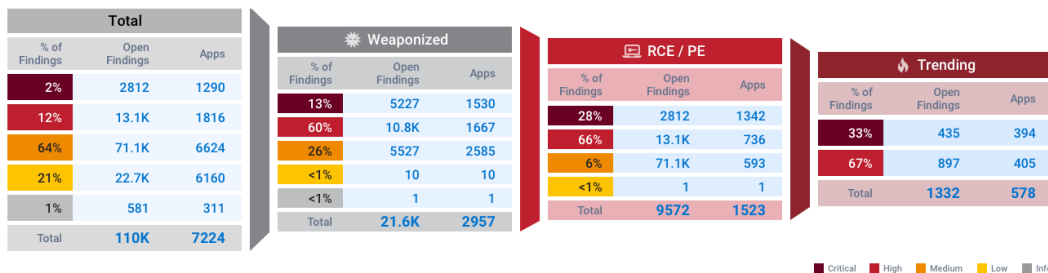 Total
% of Findings Open Findings Apps
2% 2812 1290
12% 13.1K 1816
64% 71.1K 6624
21% 22.7K 6160
1% 581 311
Total 110K 7224
Weaponized
% of Findings Open Findings Apps
13% 5227 1530
60% 10.8K 1667
26% 5527 2585
<1% 10 10
<1% 1 1
Total 21.6K 2957
RCE / PE
% of Findings Open Findings Apps
28% 2812 1342
66% 13.1K 736
6% 71.1K 593
<1% 1 1
Total 9572 1523
Trending
% of Findings Open Findings Apps
33% 435 394
67% 897 405
Total 1332 578
Critical High Medium Low Inf